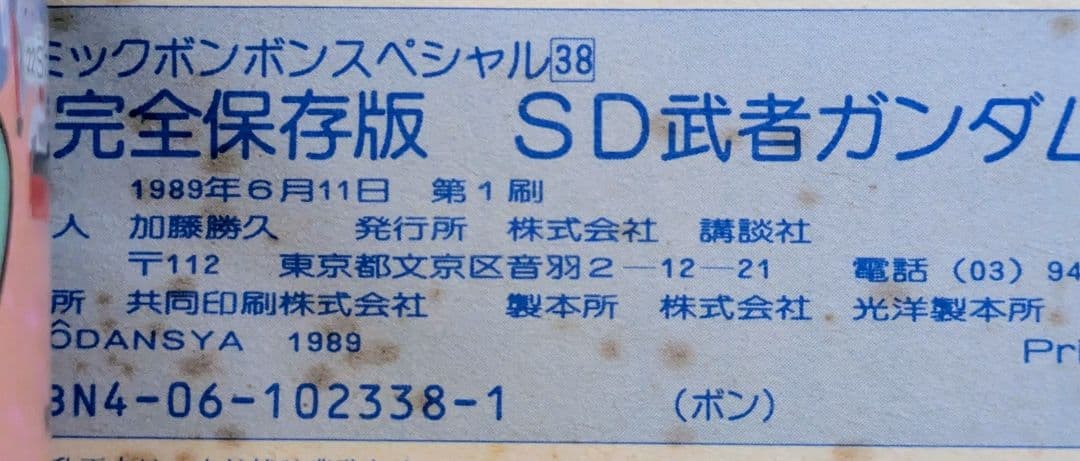 ミックボンボンスペシャル38
完全保存版　SD武者ガンダム
1989年6月11日　第1刷
人　加藤勝久　発行所　株式会社　講談社
〒112　東京都文京区音羽2—12—21　電話（03）94
所　共同印刷株式会社　製本所　株式会社　光洋製本所
ÔDANSYA　1989　Pri
BN4-06-102338-1　（ボン）